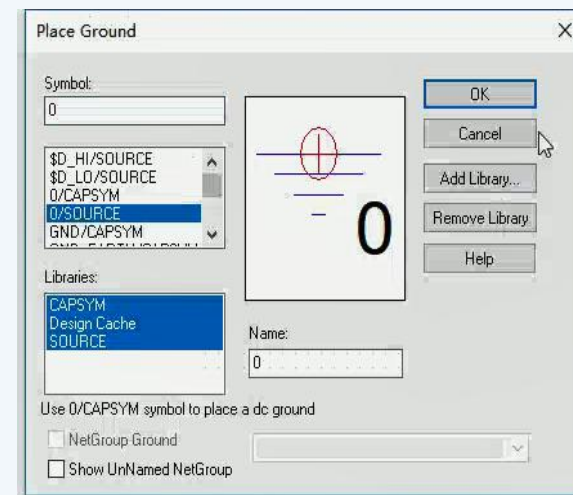 Place Ground
Symbol:
0
$D_HI/SOURCE
$D_LO/SOURCE
0/CAPSYM
0/SOURCE
GND/CAPSYM
0
OK
Cancel
Add Library...
Remove Library
Help
Libraries:
CAPSYM
Design Cache
SOURCE
Name:
0
Use 0/CAPSYM symbol to place a dc ground
NetGroup Ground
Show UnNamed NetGroup